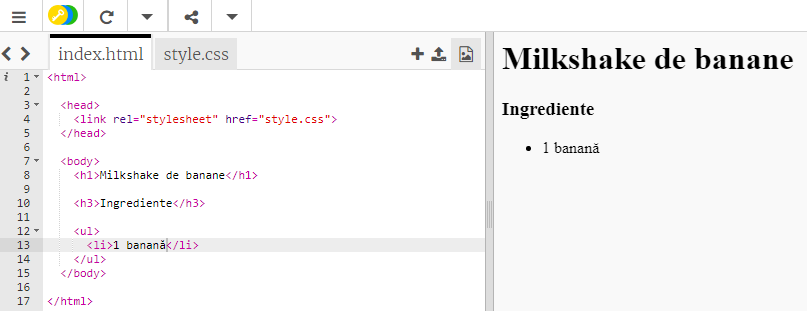 index.html style.css
i 1 <html>
2
3 <head>
4 <link rel="stylesheet" href="style.css">
5 </head>
6
7 <body>
8 <h1>Milkshake de banane</h1>
9
10 <h3>Ingrediente</h3>
11
12 <ul>
13 <li>1 banană</li>
14 </ul>
15 </body>
16
17 </html>
Milkshake de banane
Ingrediente
1 banană